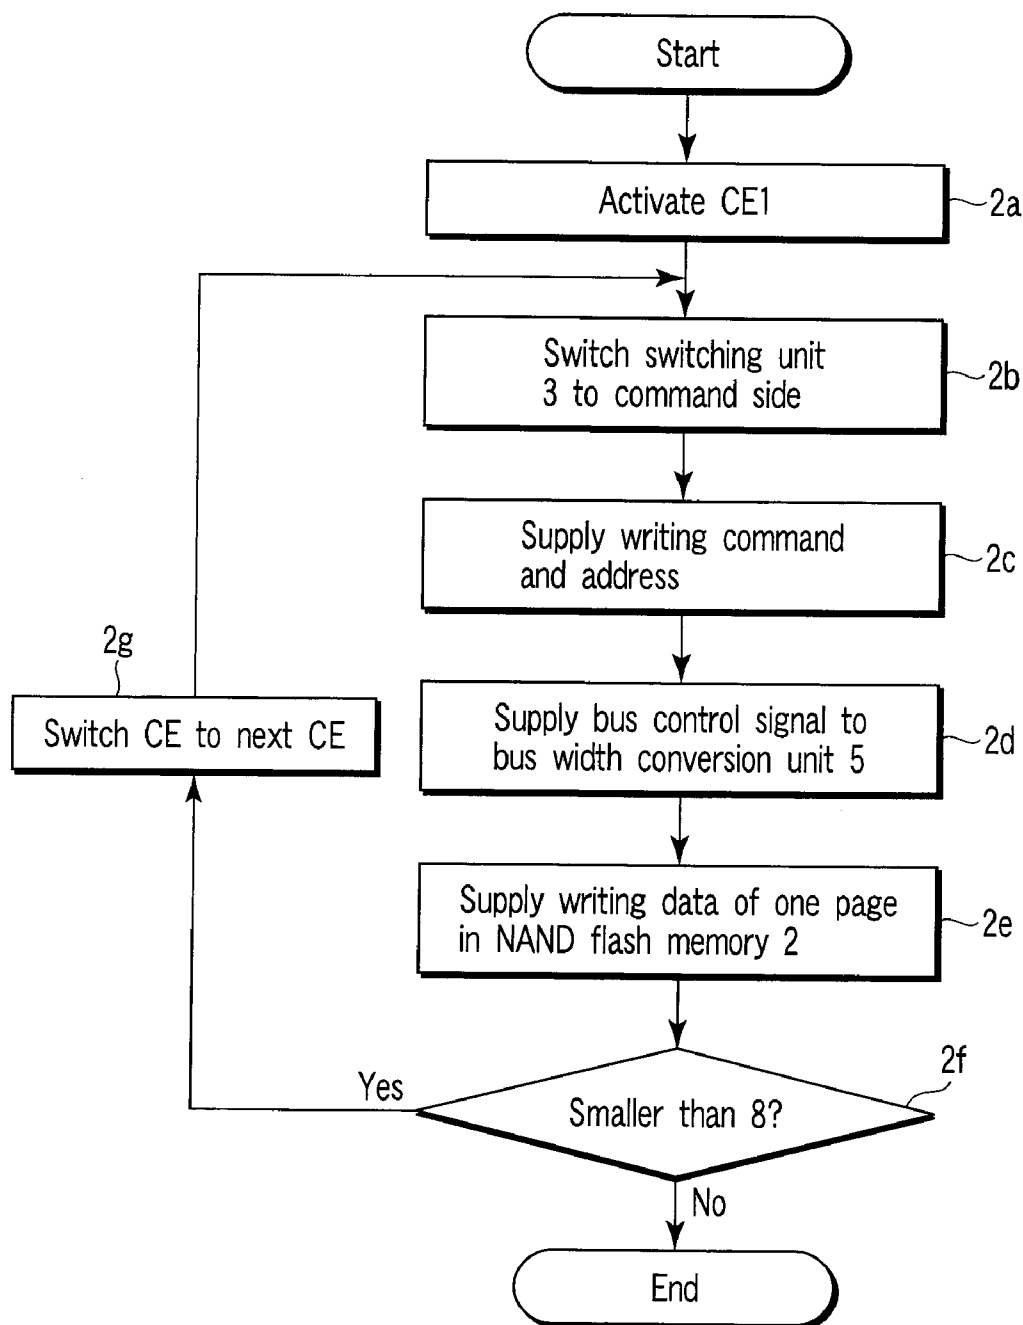 Start
Activate CE1
2a
Switch switching unit
3 to command side
2b
Supply writing command
and address
2c
2g
Switch CE to next CE
Supply bus control signal to
bus width conversion unit 5
2d
Supply writing data of one page
in NAND flash memory 2
2e
2f
Yes
Smaller than 8?
No
End